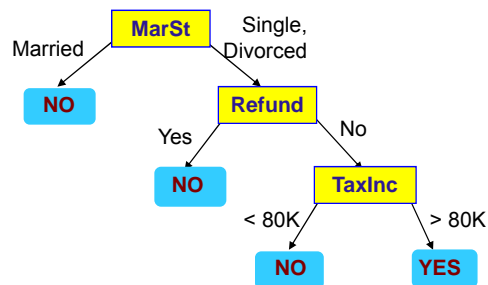 MarSt
Single,
Married
Divorced
NO
Refund
Yes
No
NO
TaxInc
< 80K
> 80K
NO
YES